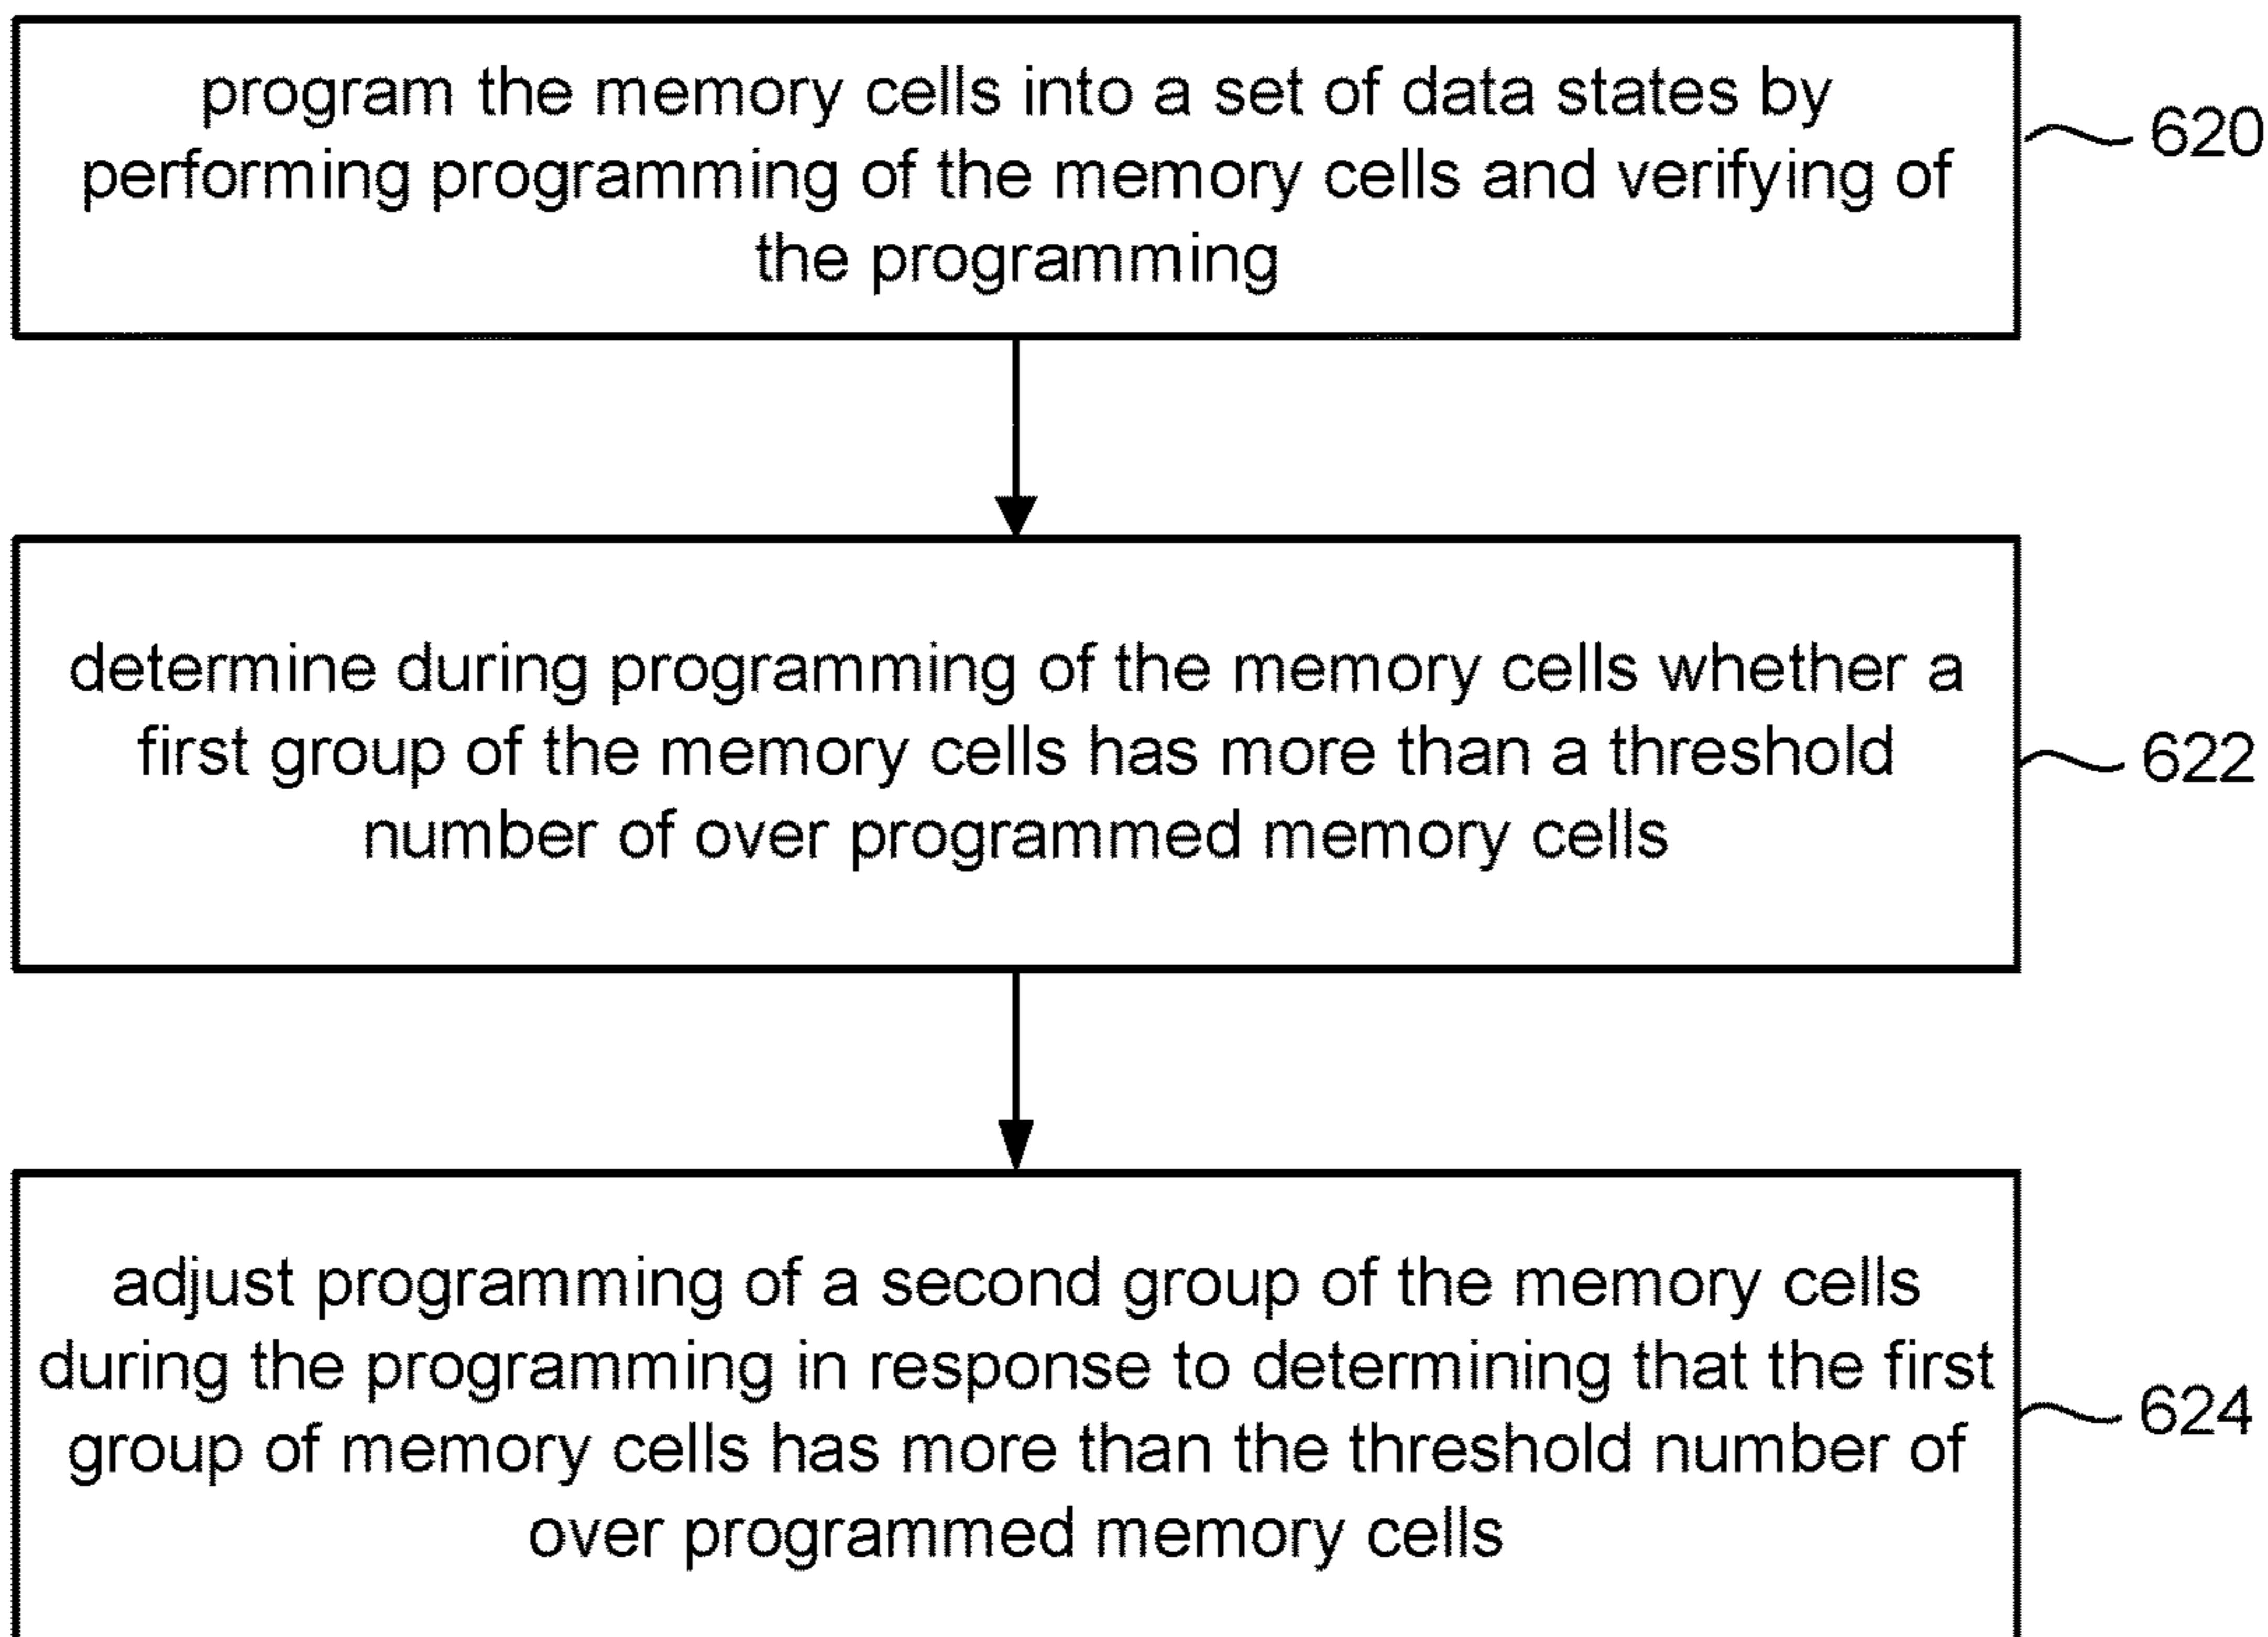 program the memory cells into a set of data states by
performing programming of the memory cells and verifying of
the programming
620
determine during programming of the memory cells whether a
first group of the memory cells has more than a threshold
number of over programmed memory cells
622
adjust programming of a second group of the memory cells
during the programming in response to determining that the first
group of memory cells has more than the threshold number of
over programmed memory cells
624